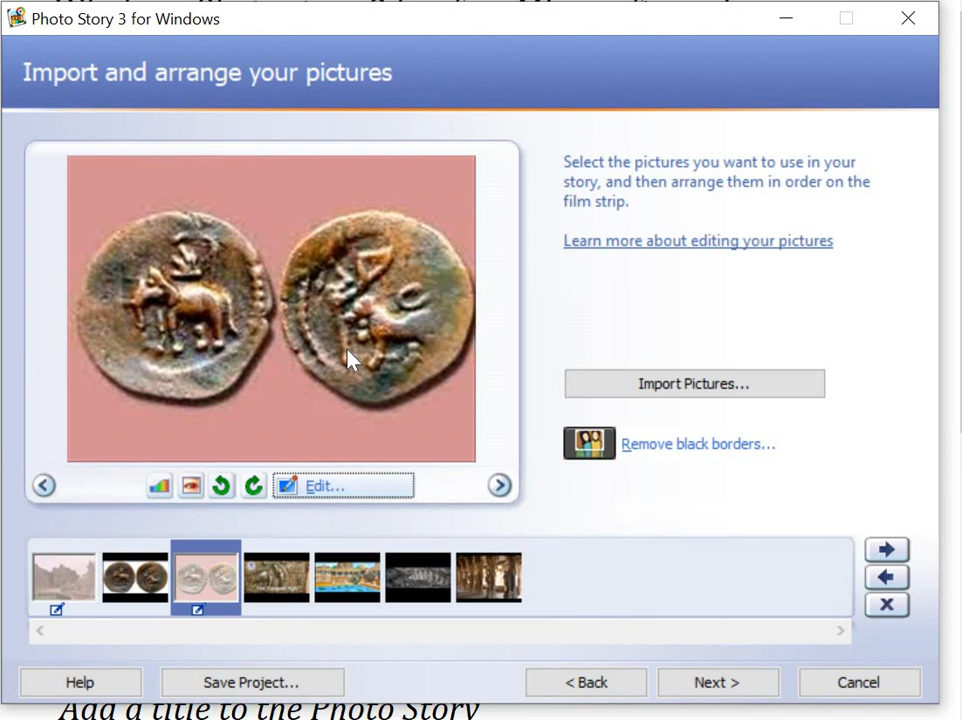 Photo Story 3 for Windows
Import and arrange your pictures
Select the pictures you want to use in your
story, and then arrange them in order on the
film strip.
Learn more about editing your pictures
Import Pictures...
Remove black borders...
Edit...
Help
Save Project...
< Back
Next >
Cancel
Add a title to the Photo Story